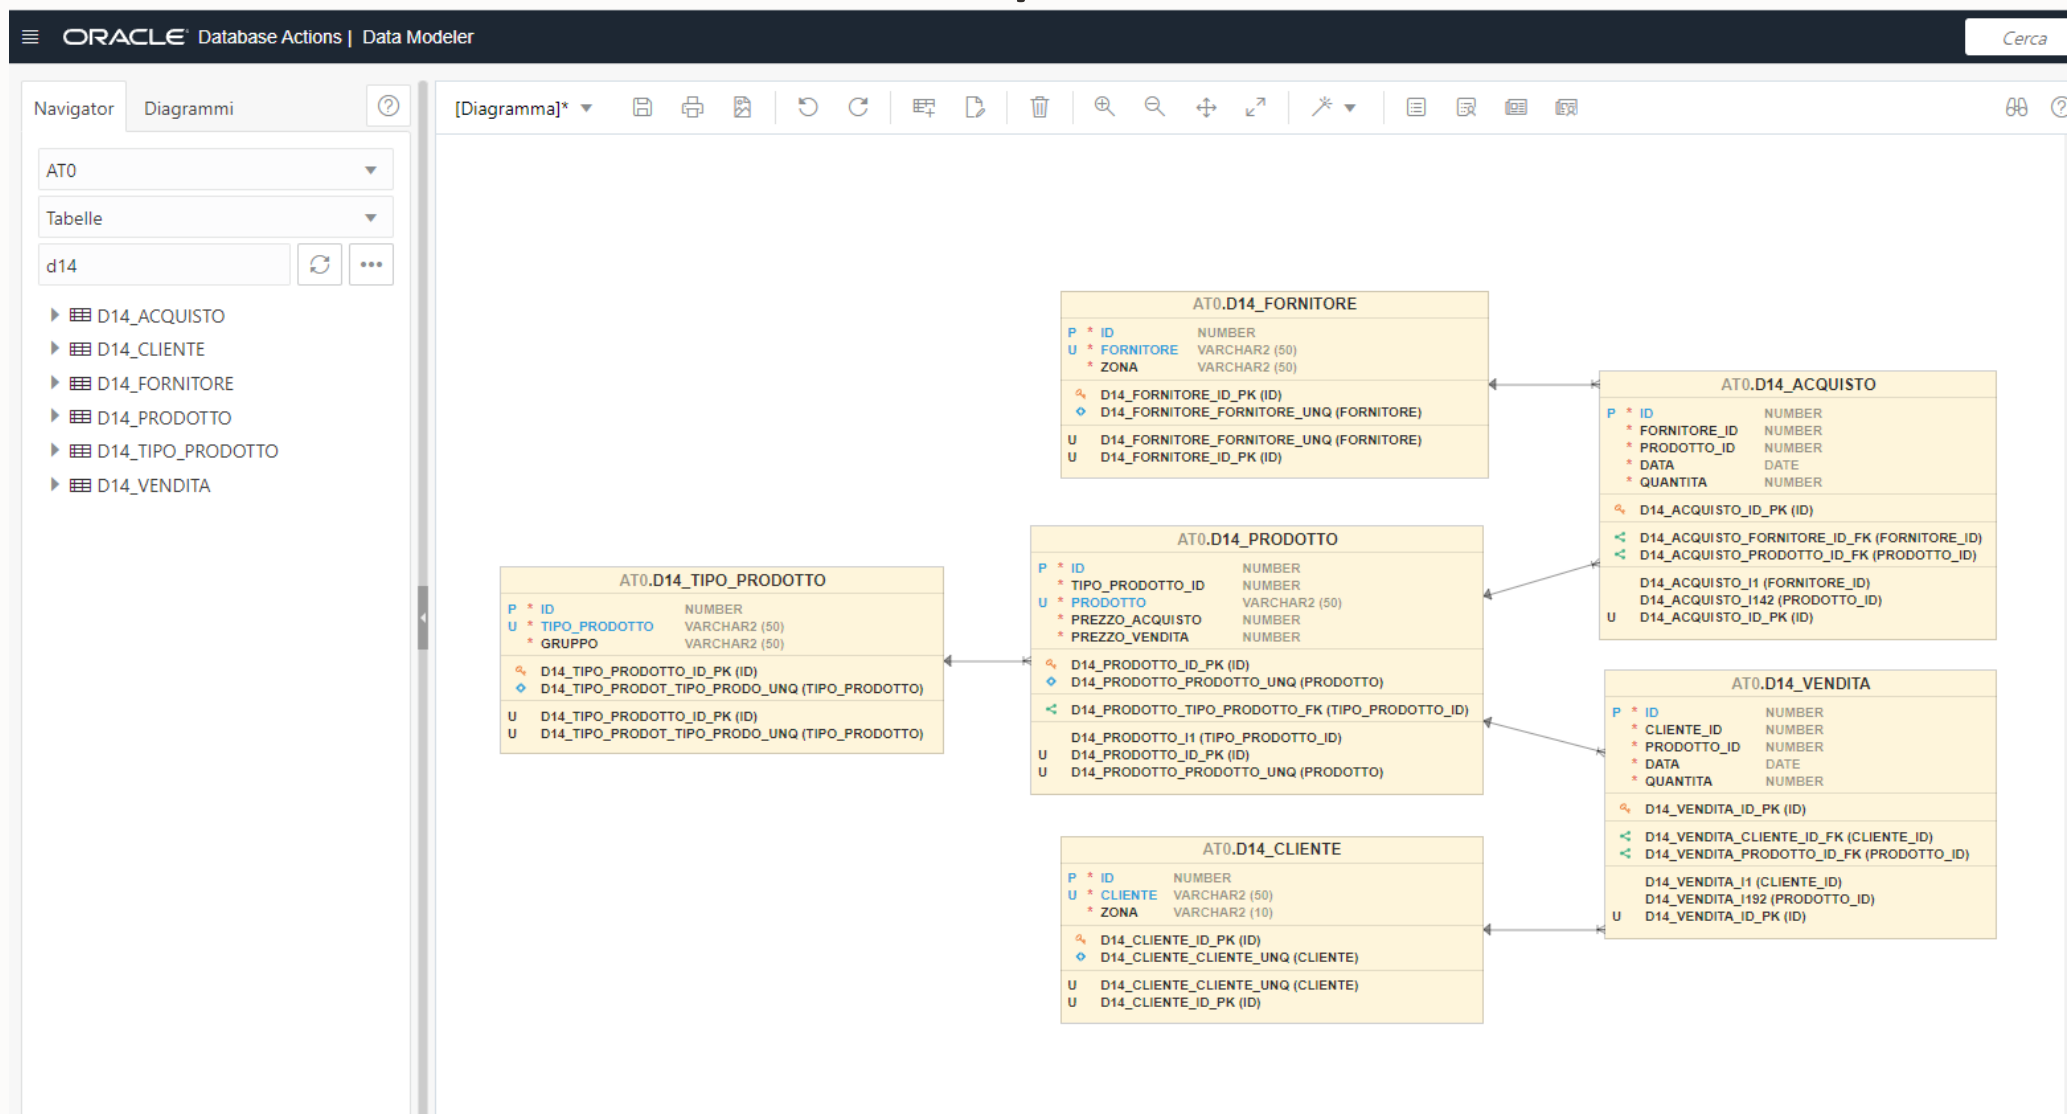 ORACLE Database Actions | Data Modeler
Cerca
Navigator
Diagrammi
AT0
Tabelle
d14
D14_ACQUISTO
D14_CLIENTE
D14_FORNITORE
D14_PRODOTTO
D14_TIPO_PRODOTTO
D14_VENDITA
[Diagramma]*
AT0.D14_FORNITORE
P * ID NUMBER
U * FORNITORE VARCHAR2 (50)
* ZONA VARCHAR2 (50)
D14_FORNITORE_ID_PK (ID)
D14_FORNITORE_FORNITORE_UNQ (FORNITORE)
U D14_FORNITORE_FORNITORE_UNQ (FORNITORE)
U D14_FORNITORE_ID_PK (ID)
AT0.D14_ACQUISTO
P * ID NUMBER
* FORNITORE_ID NUMBER
* PRODOTTO_ID NUMBER
* DATA DATE
* QUANTITA NUMBER
D14_ACQUISTO_ID_PK (ID)
D14_ACQUISTO_FORNITORE_ID_FK (FORNITORE_ID)
D14_ACQUISTO_PRODOTTO_ID_FK (PRODOTTO_ID)
D14_ACQUISTO_I1 (FORNITORE_ID)
D14_ACQUISTO_I142 (PRODOTTO_ID)
U D14_ACQUISTO_ID_PK (ID)
AT0.D14_TIPO_PRODOTTO
P * ID NUMBER
U * TIPO_PRODOTTO VARCHAR2 (50)
* GRUPPO VARCHAR2 (50)
D14_TIPO_PRODOTTO_ID_PK (ID)
D14_TIPO_PRODOT_TIPO_PRODO_UNQ (TIPO_PRODOTTO)
U D14_TIPO_PRODOTTO_ID_PK (ID)
U D14_TIPO_PRODOT_TIPO_PRODO_UNQ (TIPO_PRODOTTO)
AT0.D14_PRODOTTO
P * ID NUMBER
* TIPO_PRODOTTO_ID NUMBER
U * PRODOTTO VARCHAR2 (50)
* PREZZO_ACQUISTO NUMBER
* PREZZO_VENDITA NUMBER
D14_PRODOTTO_ID_PK (ID)
D14_PRODOTTO_PRODOTTO_UNQ (PRODOTTO)
D14_PRODOTTO_TIPO_PRODOTTO_FK (TIPO_PRODOTTO_ID)
D14_PRODOTTO_I1 (TIPO_PRODOTTO_ID)
U D14_PRODOTTO_ID_PK (ID)
U D14_PRODOTTO_PRODOTTO_UNQ (PRODOTTO)
AT0.D14_VENDITA
P * ID NUMBER
* CLIENTE_ID NUMBER
* PRODOTTO_ID NUMBER
* DATA DATE
* QUANTITA NUMBER
D14_VENDITA_ID_PK (ID)
D14_VENDITA_CLIENTE_ID_FK (CLIENTE_ID)
D14_VENDITA_PRODOTTO_ID_FK (PRODOTTO_ID)
D14_VENDITA_I1 (CLIENTE_ID)
D14_VENDITA_I192 (PRODOTTO_ID)
U D14_VENDITA_ID_PK (ID)
AT0.D14_CLIENTE
P * ID NUMBER
U * CLIENTE VARCHAR2 (50)
* ZONA VARCHAR2 (10)
D14_CLIENTE_ID_PK (ID)
D14_CLIENTE_CLIENTE_UNQ (CLIENTE)
U D14_CLIENTE_CLIENTE_UNQ (CLIENTE)
U D14_CLIENTE_ID_PK (ID)